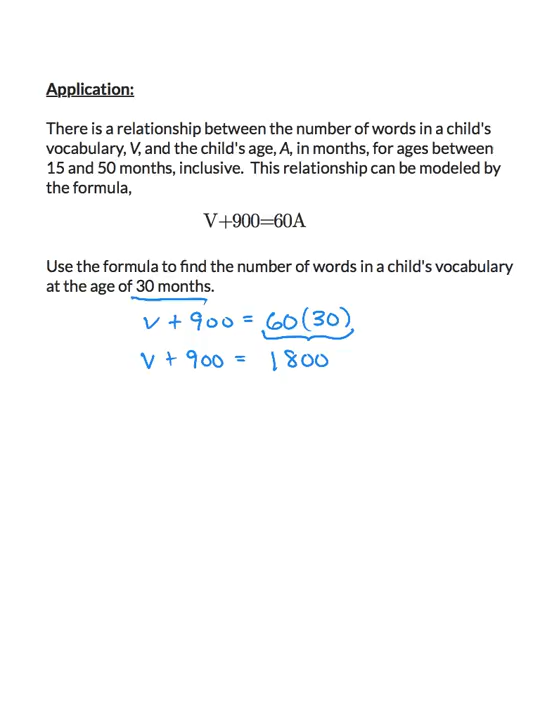 Application:
There is a relationship between the number of words in a child's
vocabulary, V, and the child's age, A, in months, for ages between
15 and 50 months, inclusive.  This relationship can be modeled by
the formula,
V+900=60A
Use the formula to find the number of words in a child's vocabulary
at the age of 30 months.
V + 900 = 60(30)
V + 900 = 1800